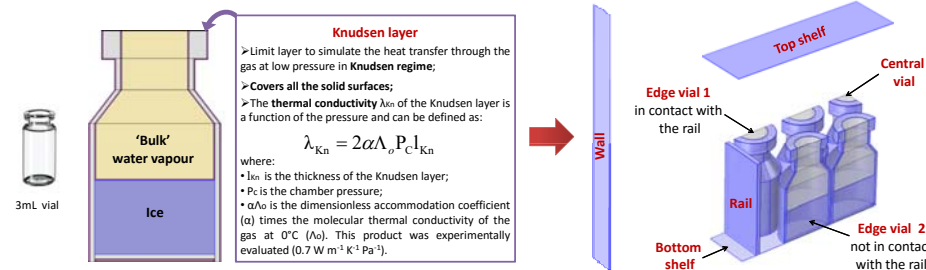 3mL vial
'Bulk'
water vapour
Ice
Knudsen layer
➢Limit layer to simulate the heat transfer through the
gas at low pressure in Knudsen regime;
➢Covers all the solid surfaces;
➢The thermal conductivity λKn of the Knudsen layer is
a function of the pressure and can be defined as:
λKn = 2αΛoPClKn
where:
• lKn is the thickness of the Knudsen layer;
• PC is the chamber pressure;
• αΛo is the dimensionless accommodation coefficient
(α) times the molecular thermal conductivity of the
gas at 0°C (Λo). This product was experimentally
evaluated (0.7 W m-1 K-1 Pa-1).
Wall
Top shelf
Central
vial
Edge vial 1
in contact with
the rail
Rail
Bottom
shelf
Edge vial 2
not in contac
with the rail